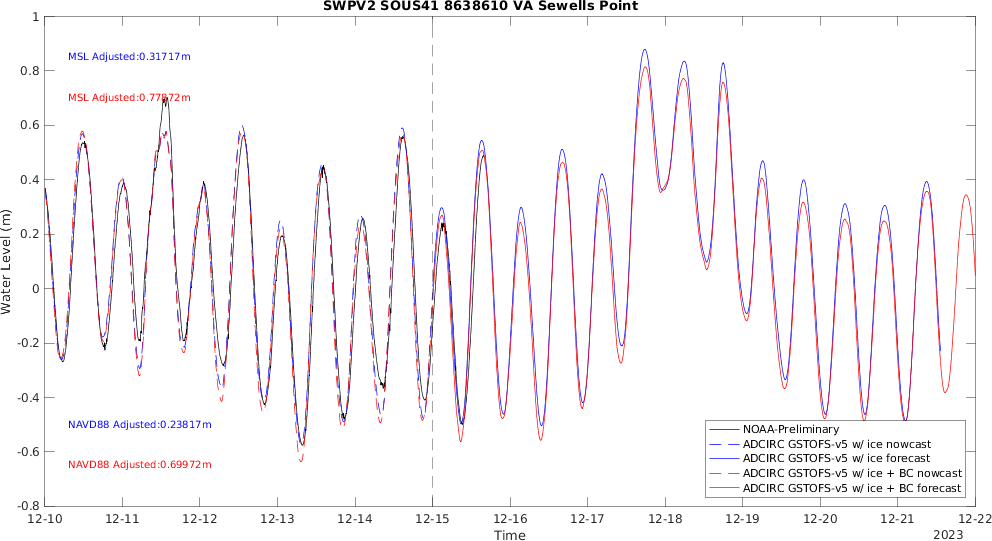 SWPV2 SOUS41 8638610 VA Sewells Point
1
0.8
0.6
0.4
0.2
0
-0.2
-0.4
-0.6
-0.8
Water Level (m)
MSL Adjusted:0.31717m
MSL Adjusted:0.77872m
NAVD88 Adjusted:0.23817m
NAVD88 Adjusted:0.69972m
NOAA-Preliminary
ADCIRC GSTOFS-v5 w/ ice nowcast
ADCIRC GSTOFS-v5 w/ ice forecast
ADCIRC GSTOFS-v5 w/ ice + BC nowcast
ADCIRC GSTOFS-v5 w/ ice + BC forecast
12-10 12-11 12-12 12-13 12-14 12-15 12-16 12-17 12-18 12-19 12-20 12-21 12-22
Time
2023